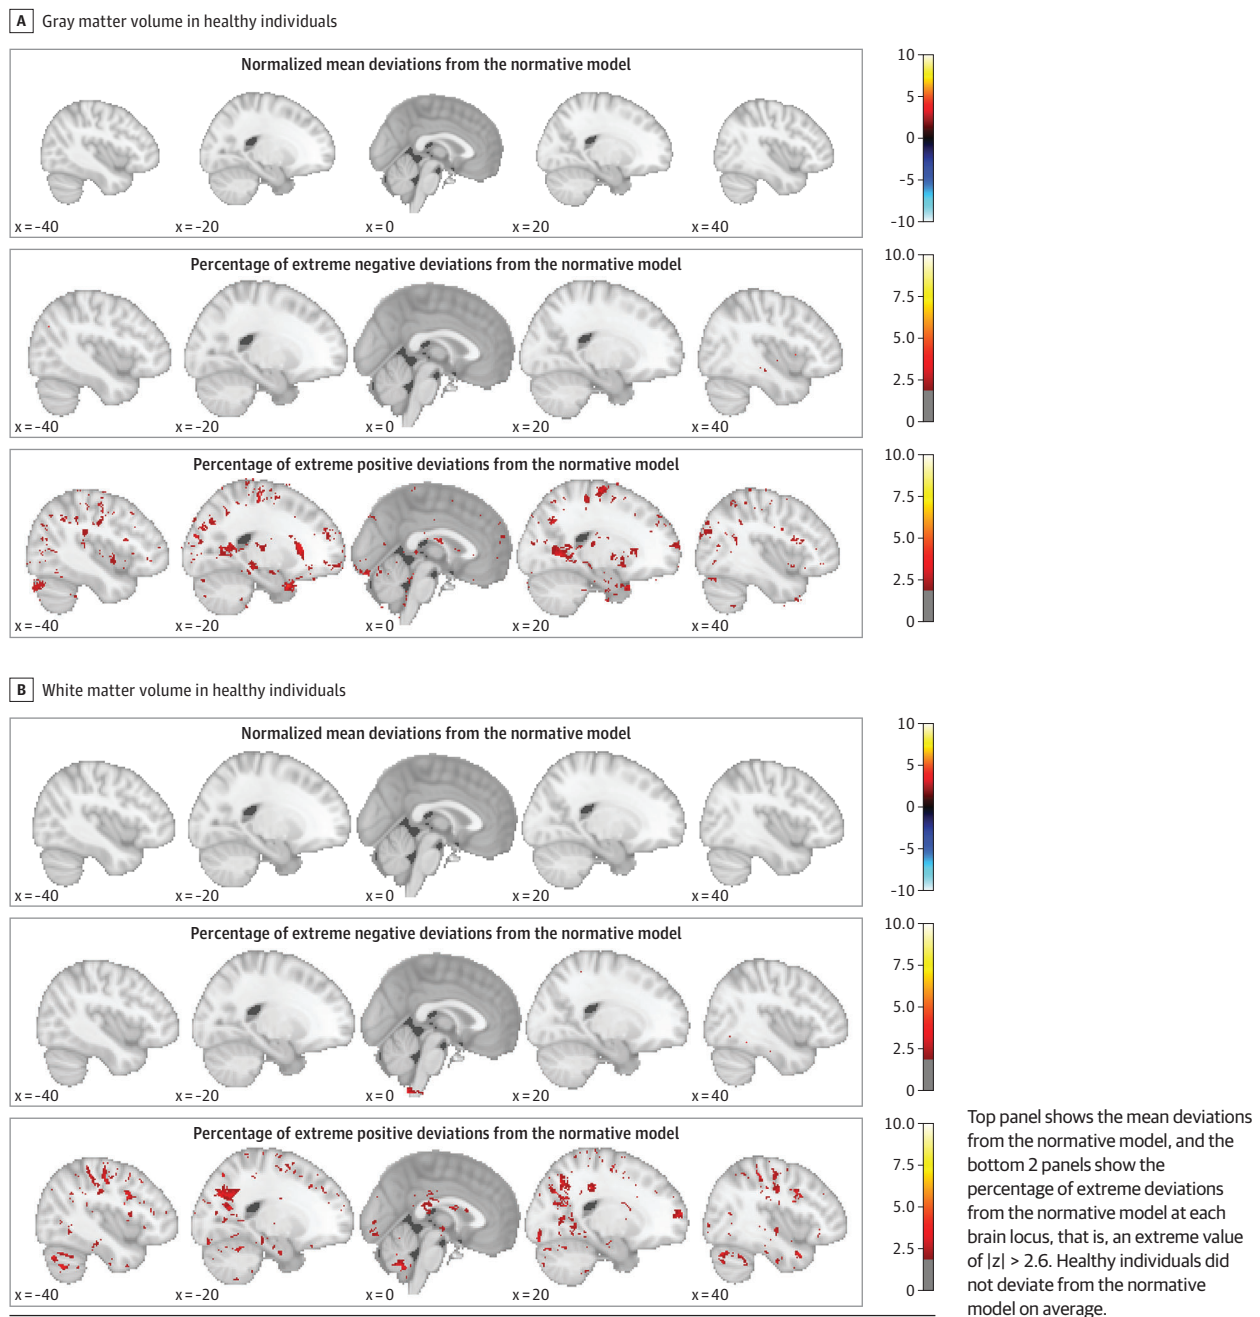 A Gray matter volume in healthy individuals
Normalized mean deviations from the normative model
x = -40 x = -20 x = 0 x = 20 x = 40
10
5
0
-5
-10
Percentage of extreme negative deviations from the normative model
x = -40 x = -20 x = 0 x = 20 x = 40
10.0
7.5
5.0
2.5
0
Percentage of extreme positive deviations from the normative model
x = -40 x = -20 x = 0 x = 20 x = 40
10.0
7.5
5.0
2.5
0
B White matter volume in healthy individuals
Normalized mean deviations from the normative model
x = -40 x = -20 x = 0 x = 20 x = 40
10
5
0
-5
-10
Percentage of extreme negative deviations from the normative model
x = -40 x = -20 x = 0 x = 20 x = 40
10.0
7.5
5.0
2.5
0
Percentage of extreme positive deviations from the normative model
x = -40 x = -20 x = 0 x = 20 x = 40
10.0
7.5
5.0
2.5
0
Top panel shows the mean deviations
from the normative model, and the
bottom 2 panels show the
percentage of extreme deviations
from the normative model at each
brain locus, that is, an extreme value
of |z| > 2.6. Healthy individuals did
not deviate from the normative
model on average.